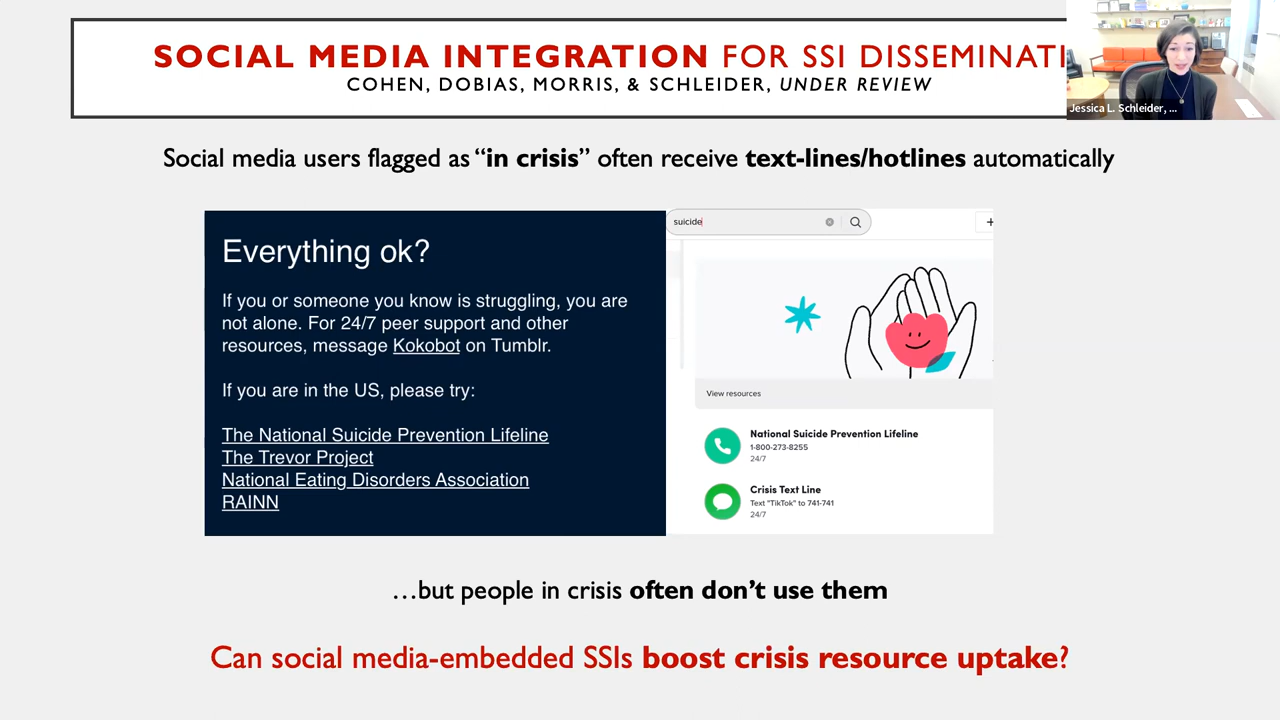 SOCIAL MEDIA INTEGRATION FOR SSI DISSEMINATI
COHEN, DOBIAS, MORRIS, & SCHLEIDER, UNDER REVIEW
Jessica L. Schleider, ...
Social media users flagged as “in crisis” often receive text-lines/hotlines automatically
Everything ok?
If you or someone you know is struggling, you are
not alone. For 24/7 peer support and other
resources, message Kokobot on Tumblr.
If you are in the US, please try:
The National Suicide Prevention Lifeline
The Trevor Project
National Eating Disorders Association
RAINN
suicide
View resources
National Suicide Prevention Lifeline
1-800-273-8255
24/7
Crisis Text Line
Text "TikTok" to 741-741
24/7
…but people in crisis often don’t use them
Can social media-embedded SSIs boost crisis resource uptake?